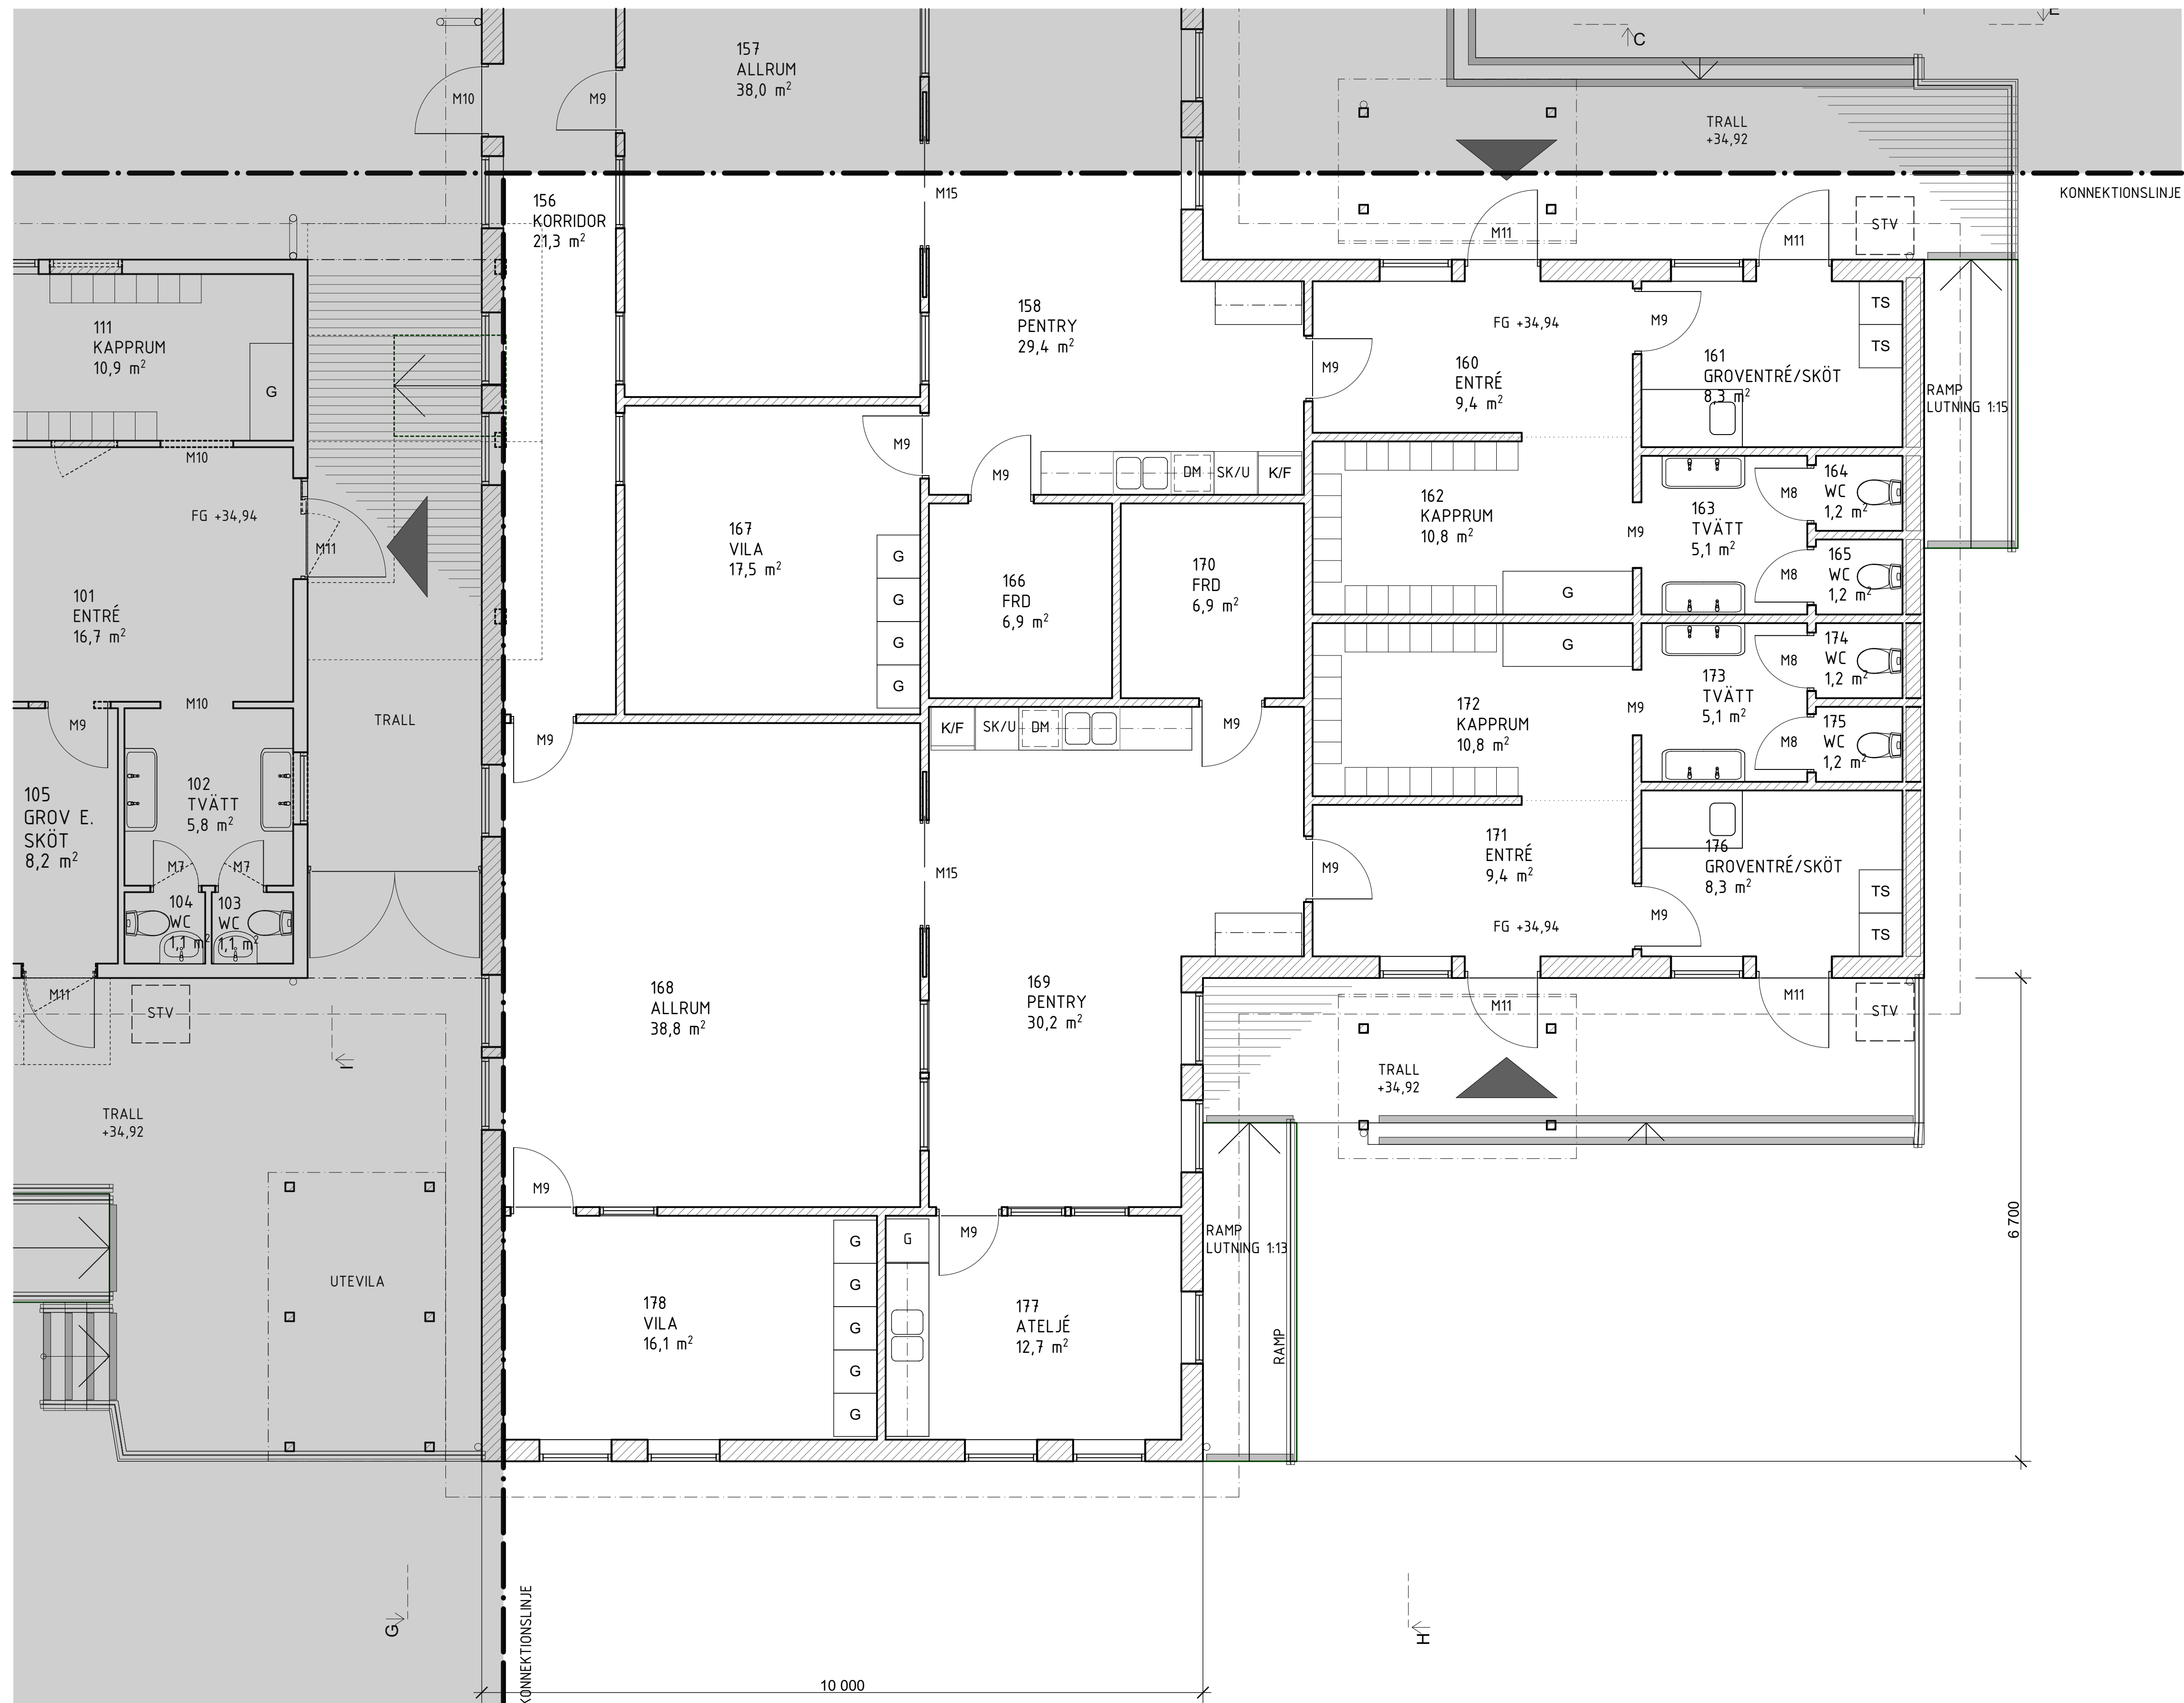 E
C
157
ALLRUM
38,0 m²
M10
M9
TRALL
+34,92
KONNEKTIONSLINJE
156
KORRIDOR
21,3 m²
M15
M11
M11
STV
111
KAPPRUM
10,9 m²
G
M10
158
PENTRY
29,4 m²
FG +34,94
M9
TS
TS
160
ENTRÉ
9,4 m²
M9
161
GROVENTRÉ/SKÖT
8,3 m²
RAMP
LUTNING 1:15
M9
M9
DM
SK/U
K/F
FG +34,94
M11
101
ENTRÉ
16,7 m²
167
VILA
17,5 m²
G
G
G
G
166
FRD
6,9 m²
170
FRD
6,9 m²
162
KAPPRUM
10,8 m²
G
M9
163
TVÄTT
5,1 m²
M8
164
WC
1,2 m²
M8
165
WC
1,2 m²
G
172
KAPPRUM
10,8 m²
M9
173
TVÄTT
5,1 m²
M8
174
WC
1,2 m²
M8
175
WC
1,2 m²
M10
M9
TRALL
M9
K/F
SK/U
DM
M9
105
GROV E.
SKÖT
8,2 m²
102
TVÄTT
5,8 m²
M7
M7
104
WC
1,1 m²
103
WC
1,1 m²
M15
M9
171
ENTRÉ
9,4 m²
FG +34,94
M9
176
GROVENTRÉ/SKÖT
8,3 m²
TS
TS
M11
STV
I
168
ALLRUM
38,8 m²
169
PENTRY
30,2 m²
M11
M11
STV
TRALL
+34,92
TRALL
+34,92
M9
M9
UTEVILA
178
VILA
16,1 m²
G
G
G
G
G
G
177
ATELJÉ
12,7 m²
RAMP
LUTNING 1:13
RAMP
6 700
G
KONNEKTIONSLINJE
H
10 000